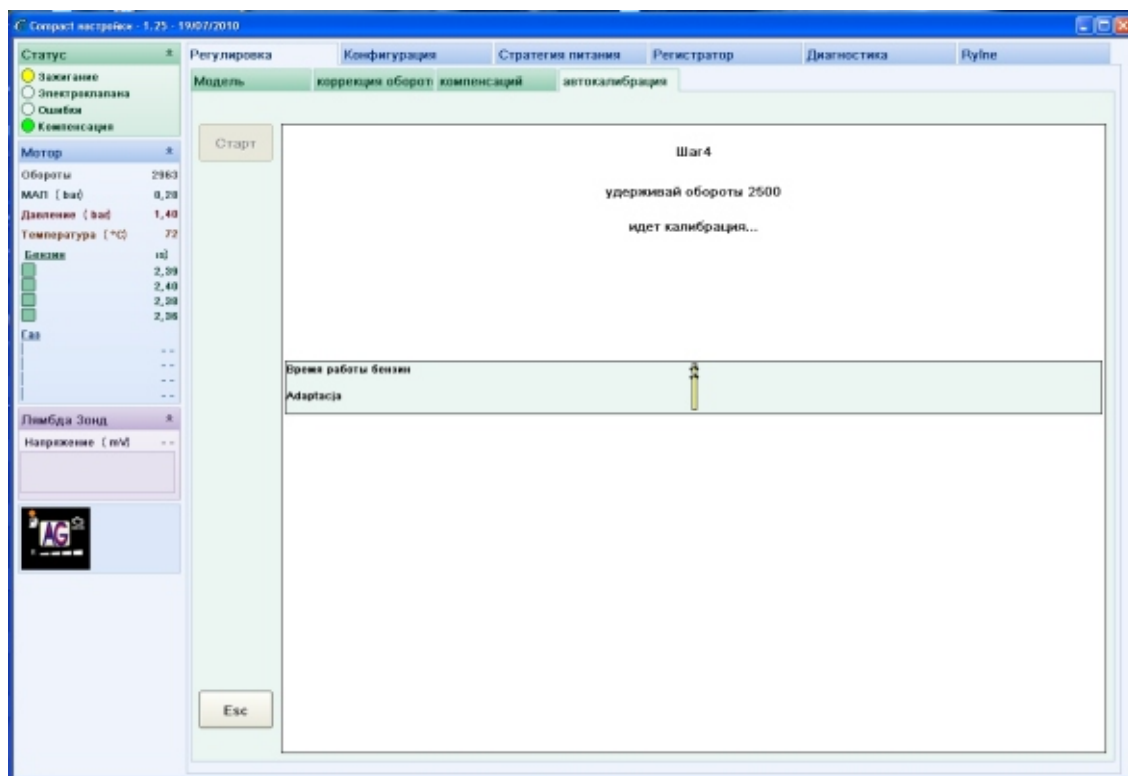 Compact настройки - 1.25 - 19/07/2010
Статус
Зажигание
Электроклапана
Ошибки
Компенсация
Мотор
Обороты 2963
МАП ( bar) 0,28
Давление ( bar) 1,40
Температура ( °C) 72
Бензин
2,39
2,40
2,38
2,36
Газ
- -
- -
- -
- -
Лямбда Зонд
Напряжение ( mV) - -
AG
Регулировка Конфигурация Стратегия питания Регистратор Диагностика Rylne
Модель коррекция оборот компенсаций автокалибрация
Старт
Шаг4
удерживай обороты 2500
идет калибрация...
Время работы бензин
Adaptacja
Esc